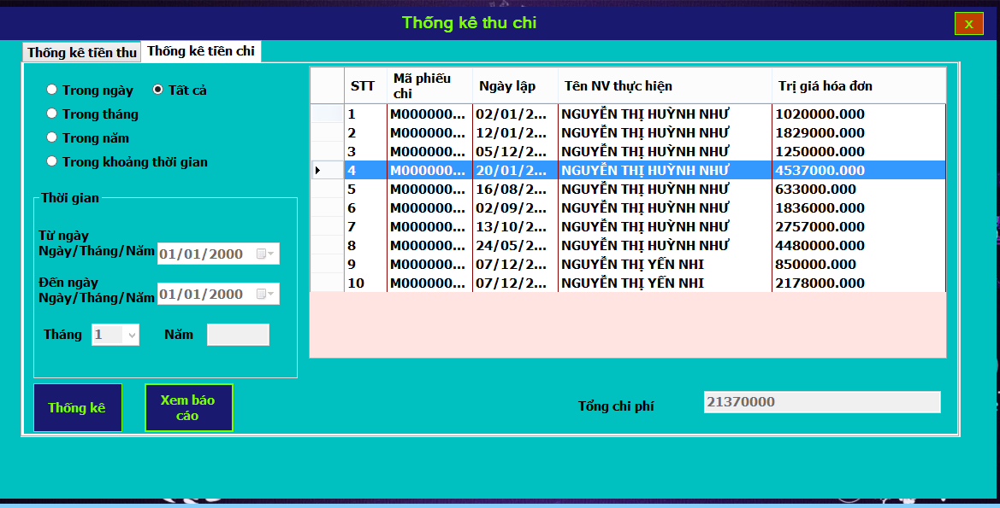 Thống kê thu chi
x
Thống kê tiền thu
Thống kê tiền chi
Trong ngày
Tất cả
Trong tháng
Trong năm
Trong khoảng thời gian
Thời gian
Từ ngày
Ngày/Tháng/Năm
01/01/2000
Đến ngày
Ngày/Tháng/Năm
01/01/2000
Tháng 1 Năm
Thống kê
Xem báo
cáo
STT Mã phiếu chi Ngày lập Tên NV thực hiện Trị giá hóa đơn
1 M000000... 02/01/2... NGUYỄN THỊ HUỲNH NHƯ 1020000.000
2 M000000... 12/01/2... NGUYỄN THỊ HUỲNH NHƯ 1829000.000
3 M000000... 05/12/2... NGUYỄN THỊ HUỲNH NHƯ 1250000.000
4 M000000... 20/01/2... NGUYỄN THỊ HUỲNH NHƯ 4537000.000
5 M000000... 16/08/2... NGUYỄN THỊ HUỲNH NHƯ 633000.000
6 M000000... 02/09/2... NGUYỄN THỊ HUỲNH NHƯ 1836000.000
7 M000000... 13/10/2... NGUYỄN THỊ HUỲNH NHƯ 2757000.000
8 M000000... 24/05/2... NGUYỄN THỊ HUỲNH NHƯ 4480000.000
9 M000000... 07/12/2... NGUYỄN THỊ YẾN NHI 850000.000
10 M000000... 07/12/2... NGUYỄN THỊ YẾN NHI 2178000.000
Tổng chi phí 21370000